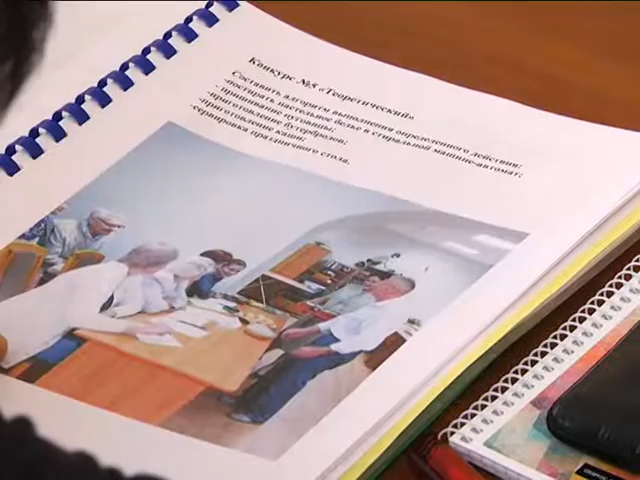 Конкурс №5 «Теоретический»
Составить алгоритм выполнения определенного действия:
-постирать настельное белье в стиральной машине-автомат;
- пришивание пуговицы;
-приготовление бутербродов;
-приготовление каши;
-сервировка праздничного стола.